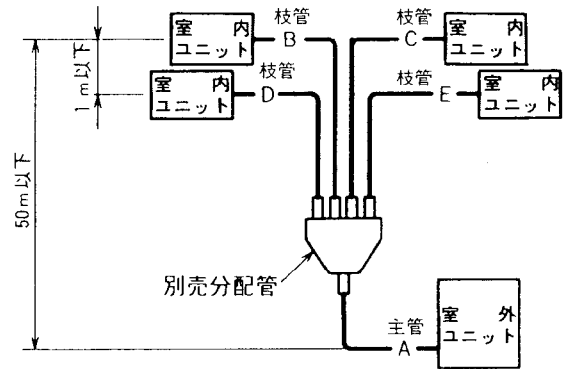 室 内
ユニット
枝管
B
枝管
C
室 内
ユニット
室 内
ユニット
枝管
D
枝管
E
室 内
ユニット
1m以下
50m以下
別売分配管
主管
A
室 外
ユニット